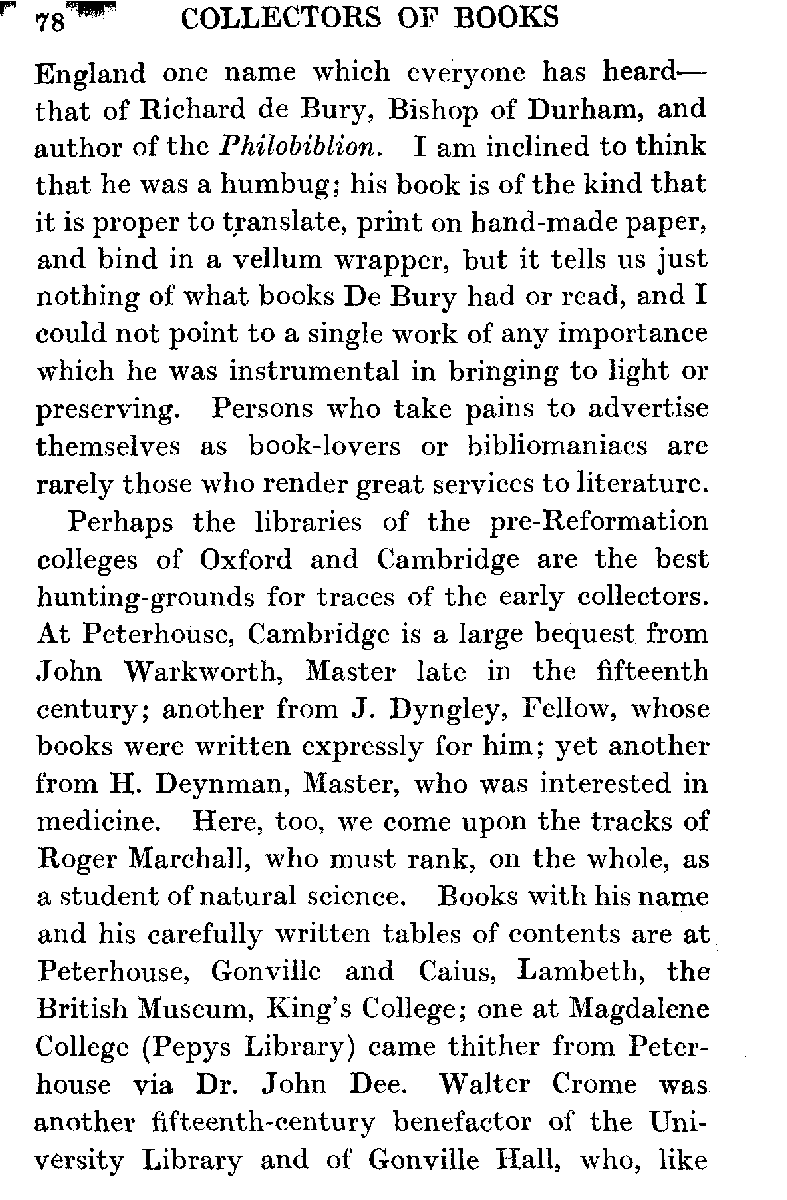 78 COLLECTORS OF BOOKS
England one name which everyone has heard—
that of Richard de Bury, Bishop of Durham, and
author of the Philobiblion. I am inclined to think
that he was a humbug; his book is of the kind that
it is proper to translate, print on hand-made paper,
and bind in a vellum wrapper, but it tells us just
nothing of what books De Bury had or read, and I
could not point to a single work of any importance
which he was instrumental in bringing to light or
preserving. Persons who take pains to advertise
themselves as book-lovers or bibliomaniacs are
rarely those who render great services to literature.
Perhaps the libraries of the pre-Reformation
colleges of Oxford and Cambridge are the best
hunting-grounds for traces of the early collectors.
At Peterhouse, Cambridge is a large bequest from
John Warkworth, Master late in the fifteenth
century; another from J. Dyngley, Fellow, whose
books were written expressly for him; yet another
from H. Deynman, Master, who was interested in
medicine. Here, too, we come upon the tracks of
Roger Marchall, who must rank, on the whole, as
a student of natural science. Books with his name
and his carefully written tables of contents are at
Peterhouse, Gonville and Caius, Lambeth, the
British Museum, King's College; one at Magdalene
College (Pepys Library) came thither from Peter-
house via Dr. John Dee. Walter Crome was
another fifteenth-century benefactor of the Uni-
versity Library and of Gonville Hall, who, like